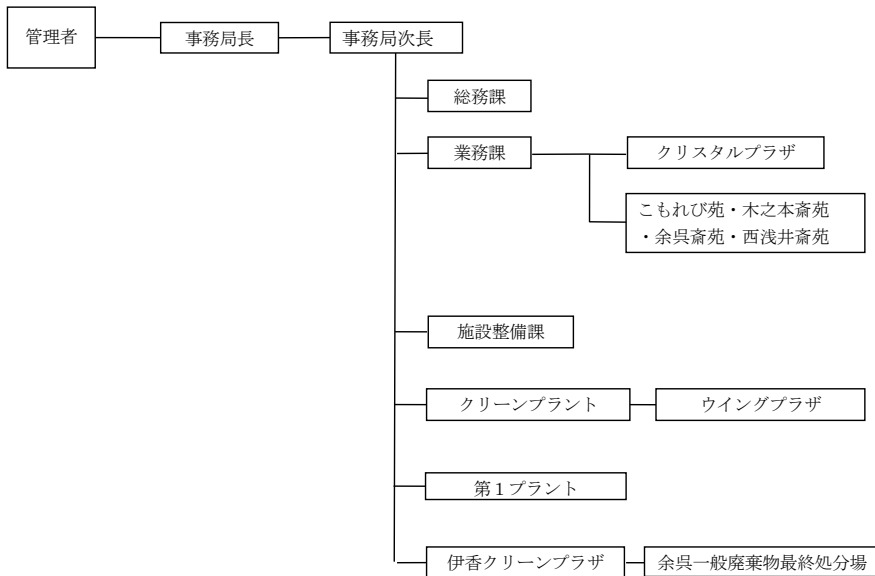 管理者
事務局長
事務局次長
総務課
業務課
クリスタルプラザ
こもれび苑・木之本斎苑
・余呉斎苑・西浅井斎苑
施設整備課
クリーンプラント
ウイングプラザ
第１プラント
伊香クリーンプラザ
余呉一般廃棄物最終処分場